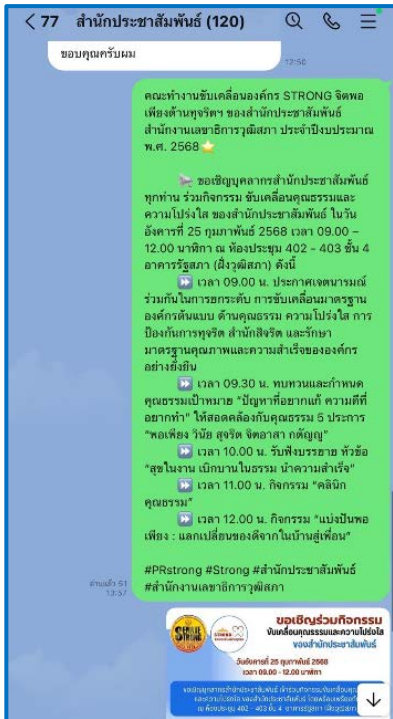 77 สำนักประชาสัมพันธ์ (120)
ขอบคุณครับผม
12:50
คณะทำงานขับเคลื่อนองค์กร STRONG จิตพอ
เพียงต้านทุจริตฯ ของสำนักประชาสัมพันธ์
สำนักงานเลขาธิการวุฒิสภา ประจำปีงบประมาณ
พ.ศ. 2568
ขอเชิญบุคลากรสำนักประชาสัมพันธ์
ทุกท่าน ร่วมกิจกรรม ขับเคลื่อนคุณธรรมและ
ความโปร่งใส ของสำนักประชาสัมพันธ์ ในวัน
อังคารที่ 25 กุมภาพันธ์ 2568 เวลา 09.00 –
12.00 นาฬิกา ณ ห้องประชุม 402 - 403 ชั้น 4
อาคารรัฐสภา (ฝั่งวุฒิสภา) ดังนี้
เวลา 09.00 น. ประกาศเจตนารมณ์
ร่วมกันในการยกระดับ การขับเคลื่อนมาตรฐาน
องค์กรต้นแบบ ด้านคุณธรรม ความโปร่งใส การ
ป้องกันการทุจริต สำนักสีจริต และรักษา
มาตรฐานคุณภาพและความสำเร็จขององค์กร
อย่างยั่งยืน
เวลา 09.30 น. ทบทวนและกำหนด
คุณธรรมเป้าหมาย "ปัญหาที่อยากแก้ ความดีที่
อยากทำ" ให้สอดคล้องกับคุณธรรม 5 ประการ
"พอเพียง วินัย สุจริต จิตอาสา กตัญญู"
เวลา 10.00 น. รับฟังบรรยาย หัวข้อ
"สุขในงาน เบิกบานในธรรม นำความสำเร็จ"
เวลา 11.00 น. กิจกรรม "คลินิก
คุณธรรม"
เวลา 12.00 น. กิจกรรม "แบ่งปันพอ
เพียง : แลกเปลี่ยนของดีจากในบ้านสู่เพื่อน"
#PRstrong #Strong #สำนักประชาสัมพันธ์
#สำนักงานเลขาธิการวุฒิสภา
อ่านแล้ว 51
13:57
STRONG
ขอเชิญร่วมกิจกรรม
ขับเคลื่อนคุณธรรมและความโปร่งใส
ของสำนักประชาสัมพันธ์
วันอังคารที่ 25 กุมภาพันธ์ 2568
เวลา 09.00 - 12.00 นาฬิกา